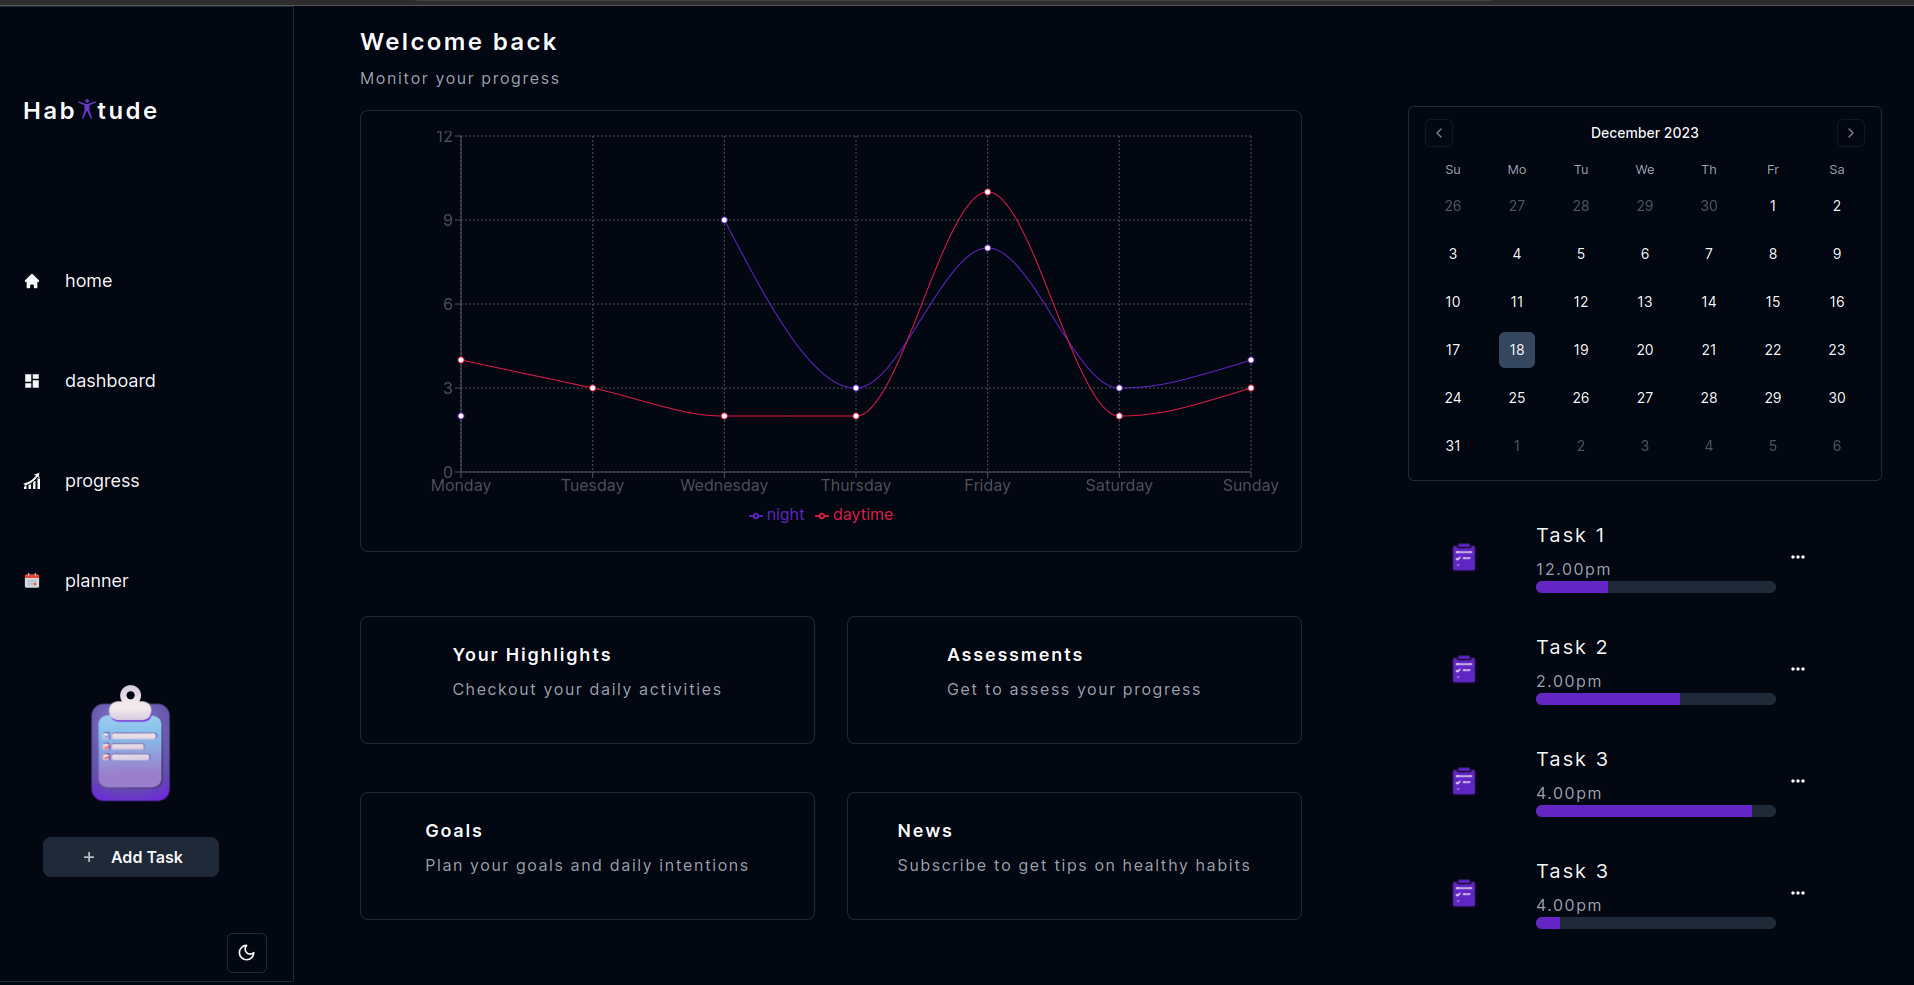 Hab tude
home
dashboard
progress
planner
+ Add Task
Welcome back
Monitor your progress
12
9
6
3
0
Monday Tuesday Wednesday Thursday Friday Saturday Sunday
night daytime
Your Highlights
Checkout your daily activities
Assessments
Get to assess your progress
Goals
Plan your goals and daily intentions
News
Subscribe to get tips on healthy habits
December 2023
Su Mo Tu We Th Fr Sa
26 27 28 29 30 1 2
3 4 5 6 7 8 9
10 11 12 13 14 15 16
17 18 19 20 21 22 23
24 25 26 27 28 29 30
31 1 2 3 4 5 6
Task 1
12.00pm
Task 2
2.00pm
Task 3
4.00pm
Task 3
4.00pm